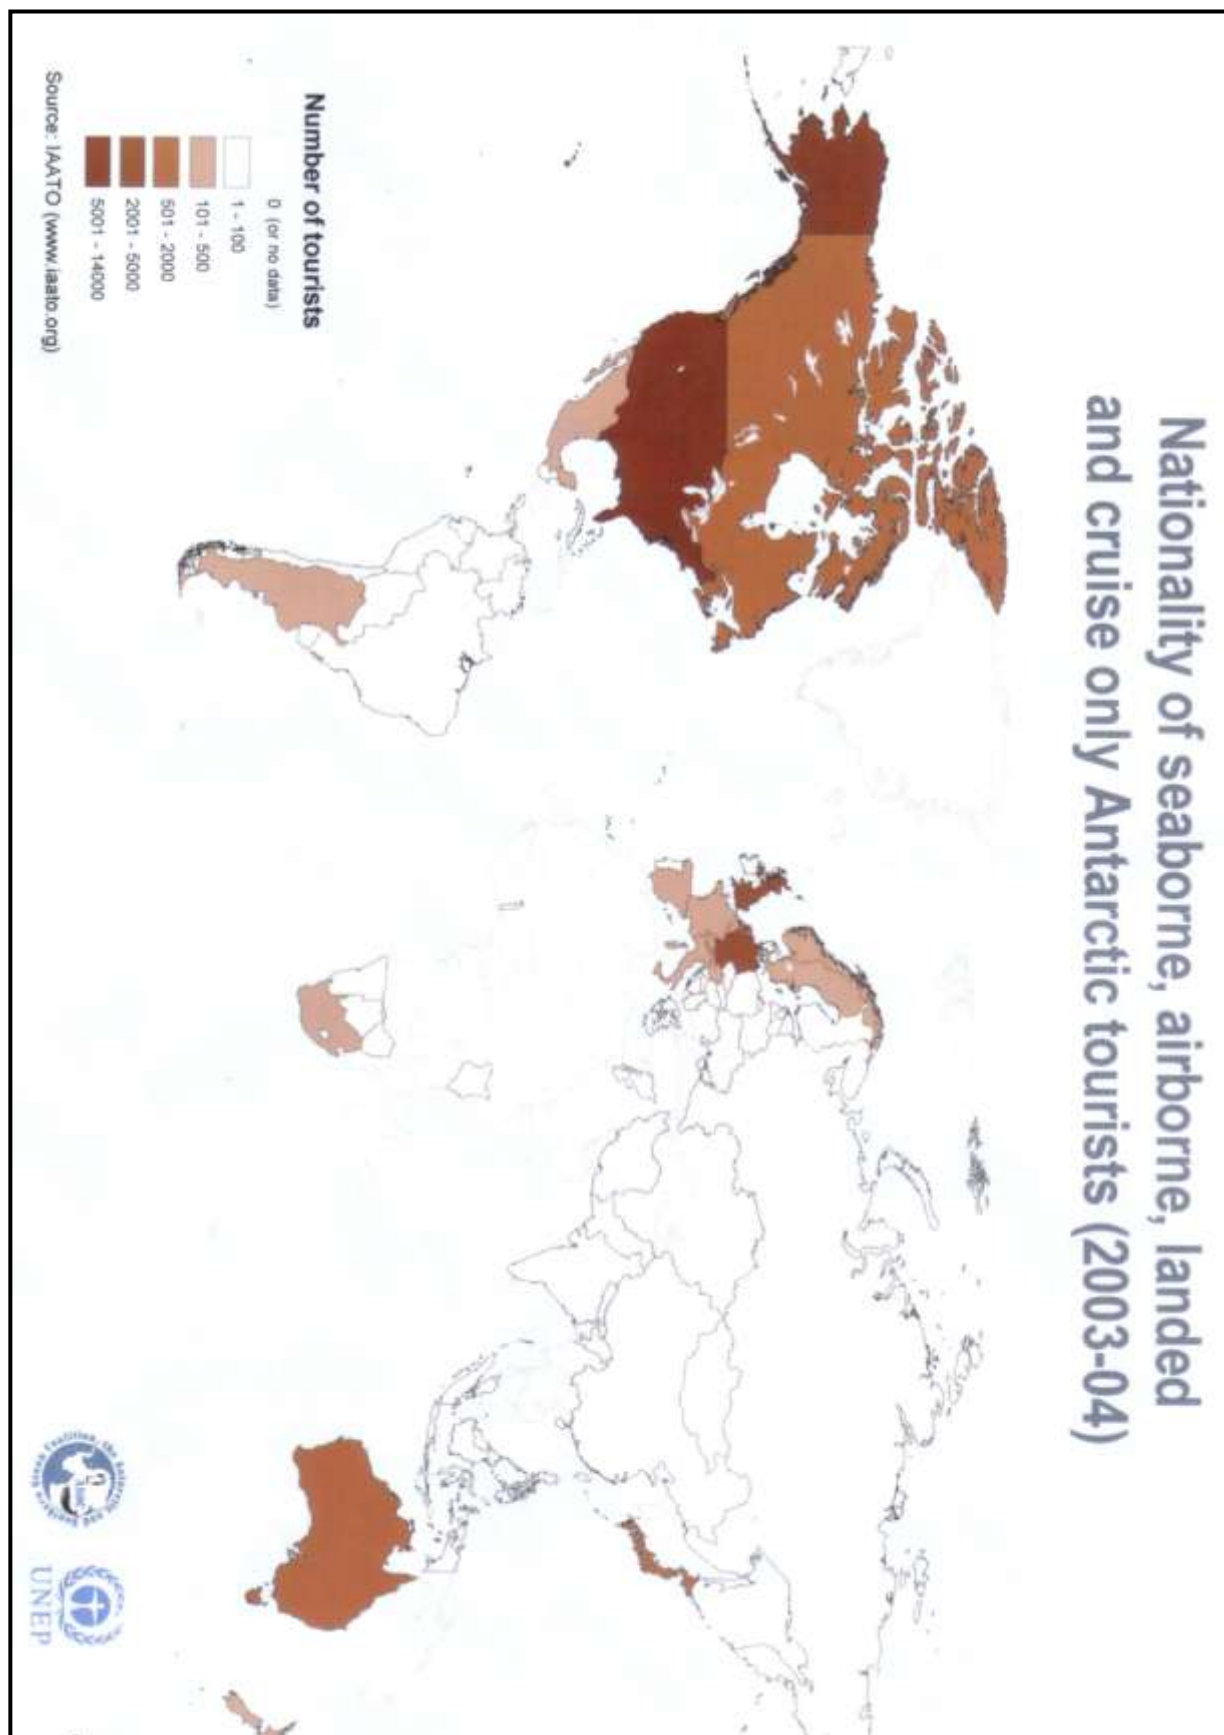 Nationality of seaborne, airborne, landed
and cruise only Antarctic tourists (2003-04)
Number of tourists
0 (or no data)
1 - 100
101 - 500
501 - 2000
2001 - 5000
5001 - 14000
Source: IAATO (www.iaato.org)
UNEP